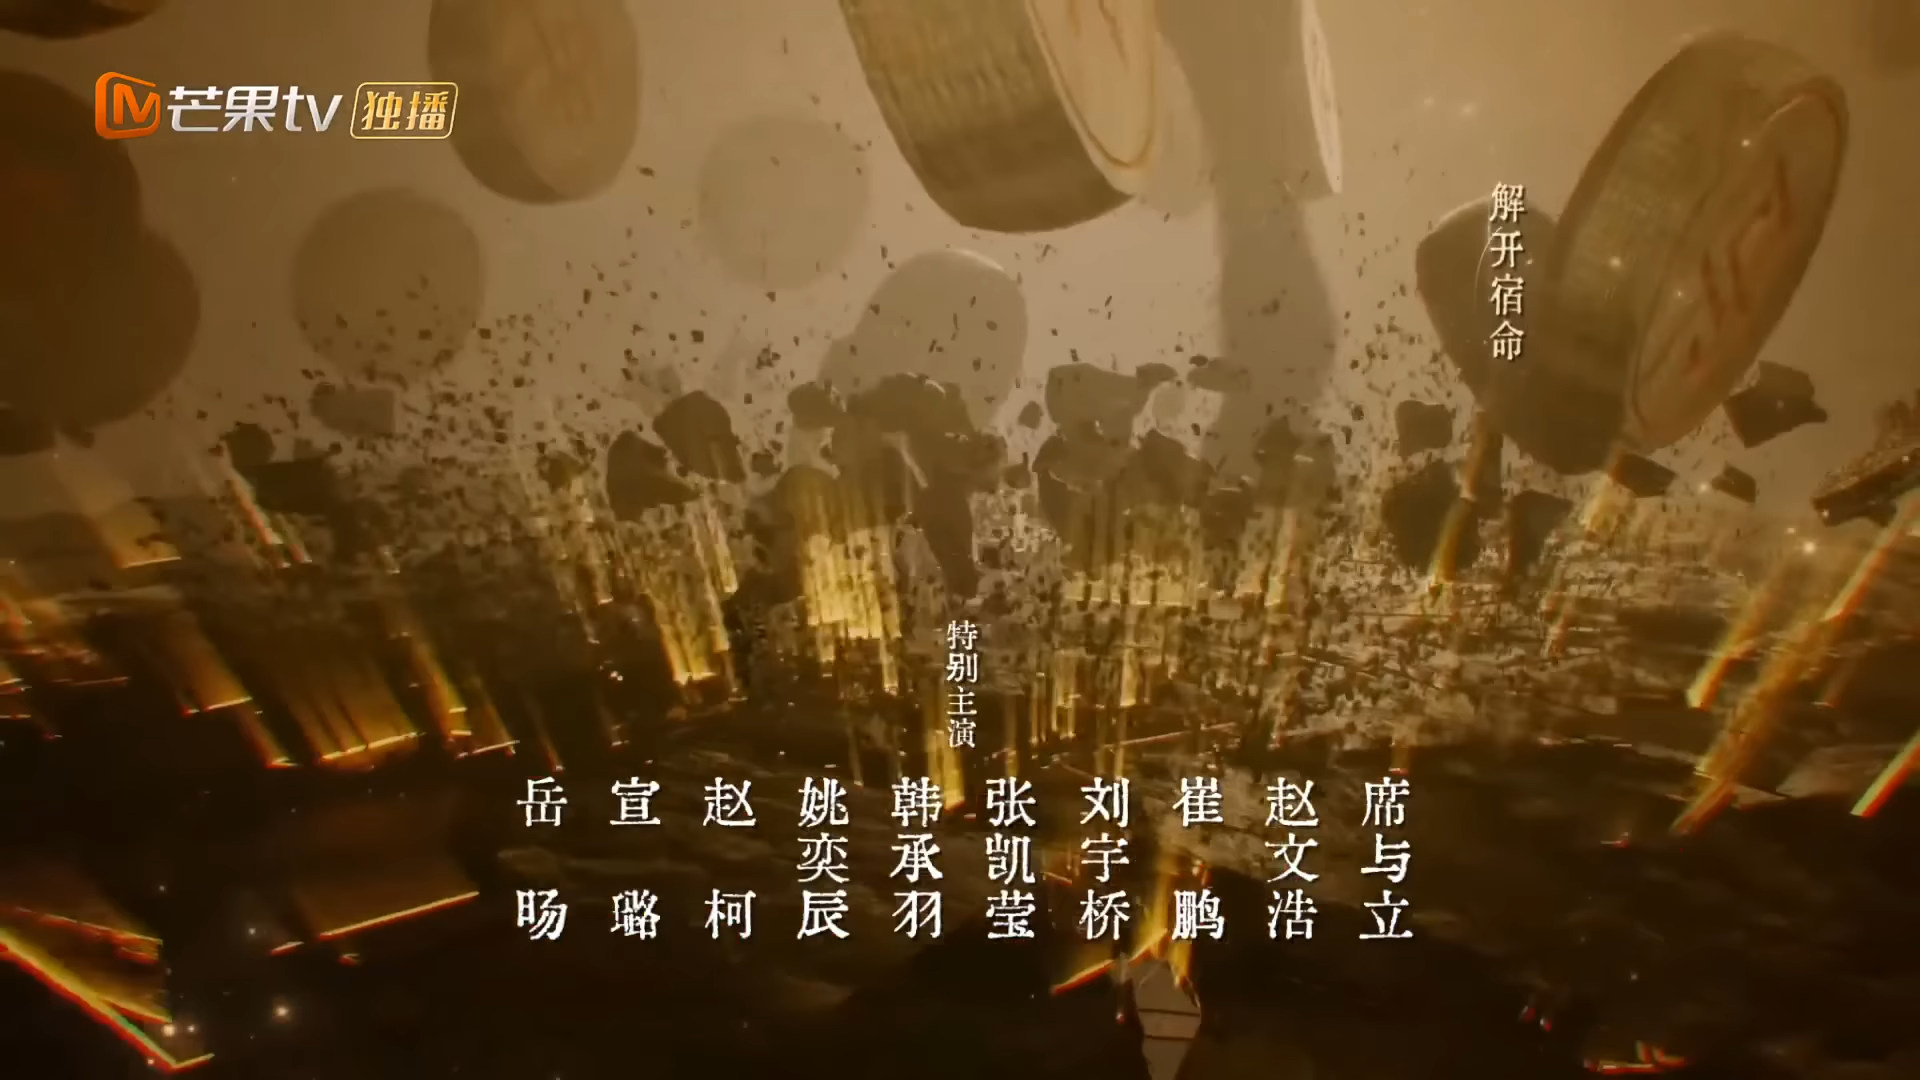 芒果tv 独播
解开宿命
特别主演
岳旸
宣璐
赵柯
姚奕辰
韩承羽
张凯莹
刘宇桥
崔鹏
赵文浩
席与立